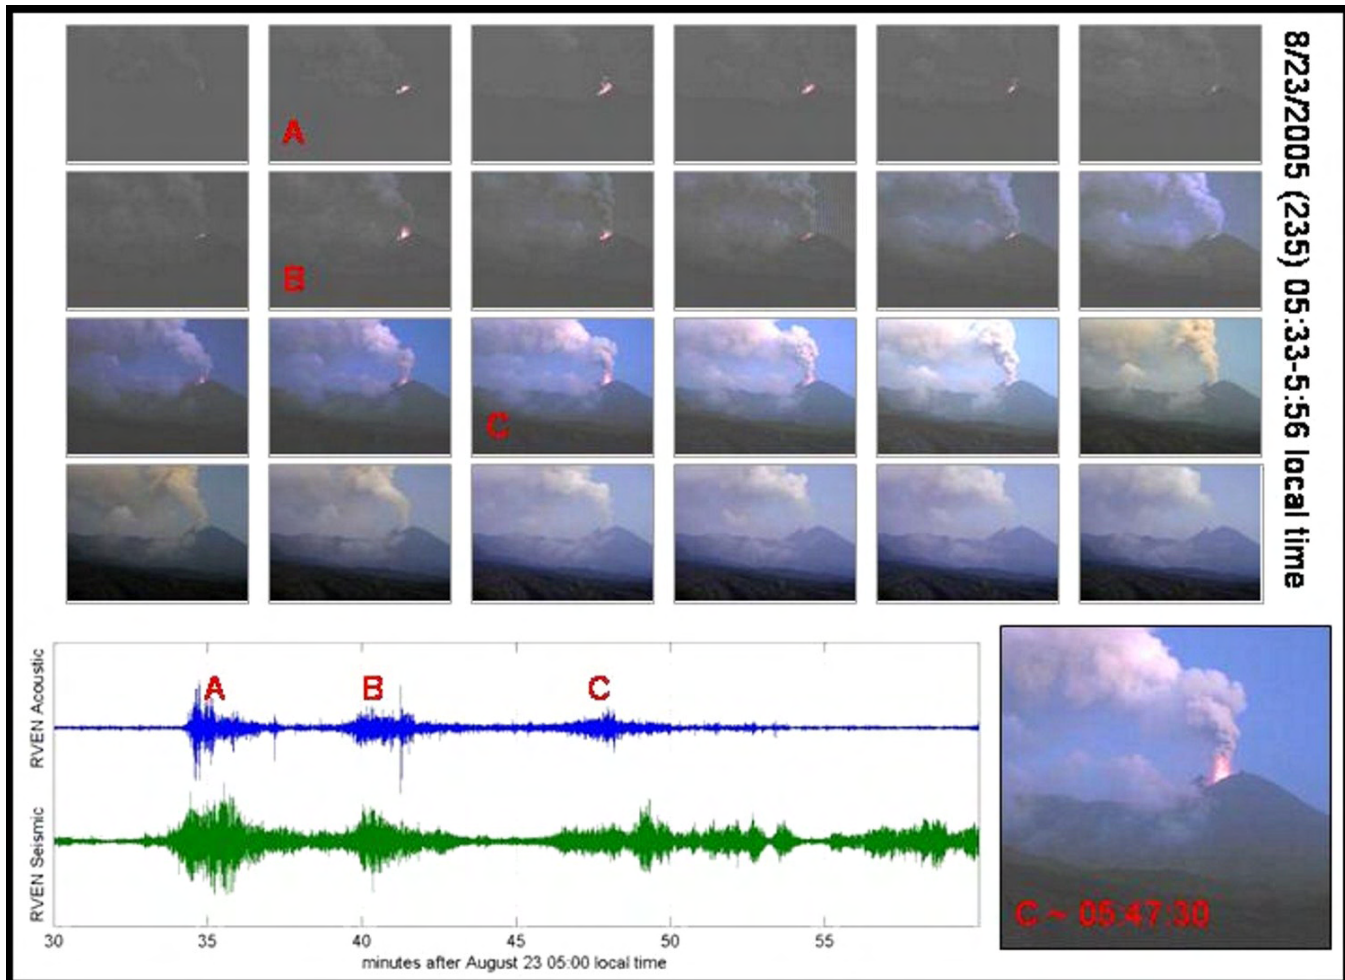 8/23/2005 (235) 05:33-5:56 local time
A
B
C
RVEN Acoustic
A
B
C
RVEN Seismic
30
35
40
45
50
55
minutes after August 23 05:00 local time
C ~ 05:47:30